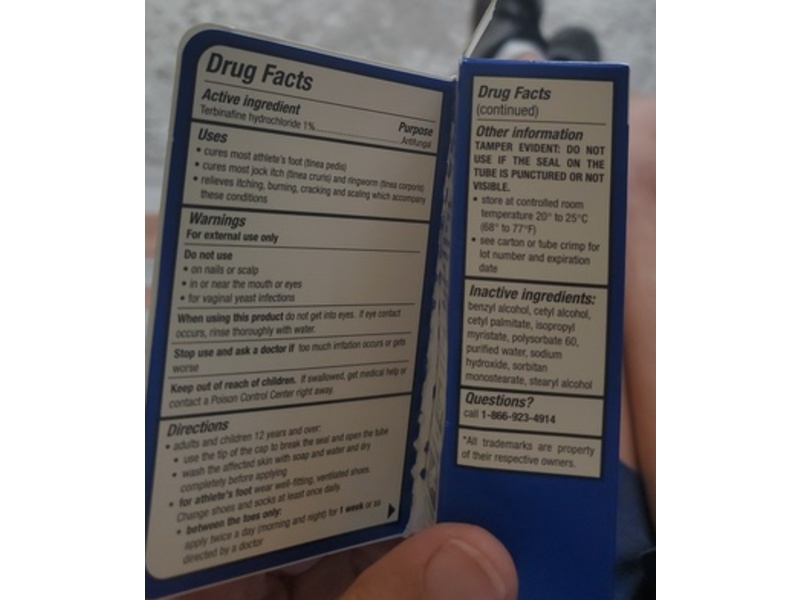 Drug Facts
Active ingredient
Purpose
Terbinafine hydrochloride 1%..............................Antifungal
Uses
• cures most athlete's foot (tinea pedis)
• cures most jock itch (tinea cruris) and ringworm (tinea corporis)
• relieves itching, burning, cracking and scaling which accompany
these conditions
Warnings
For external use only
Do not use
• on nails or scalp
• in or near the mouth or eyes
• for vaginal yeast infections
When using this product do not get into eyes. If eye contact
occurs, rinse thoroughly with water.
Stop use and ask a doctor if too much irritation occurs or gets
worse
Keep out of reach of children. If swallowed, get medical help or
contact a Poison Control Center right away.
Directions
• adults and children 12 years and over:
• use the tip of the cap to break the seal and open the tube
• wash the affected skin with soap and water and dry
completely before applying
• for athlete's foot wear well-fitting, ventilated shoes.
Change shoes and socks at least once daily.
• between the toes only:
apply twice a day (morning and night) for 1 week or as
directed by a doctor
Drug Facts
(continued)
Other information
TAMPER EVIDENT: DO NOT
USE IF THE SEAL ON THE
TUBE IS PUNCTURED OR NOT
VISIBLE.
• store at controlled room
temperature 20° to 25°C
(68° to 77°F)
• see carton or tube crimp for
lot number and expiration
date
Inactive ingredients:
benzyl alcohol, cetyl alcohol,
cetyl palmitate, isopropyl
myristate, polysorbate 60,
purified water, sodium
hydroxide, sorbitan
monostearate, stearyl alcohol
Questions?
call 1-866-923-4914
*All trademarks are property
of their respective owners.